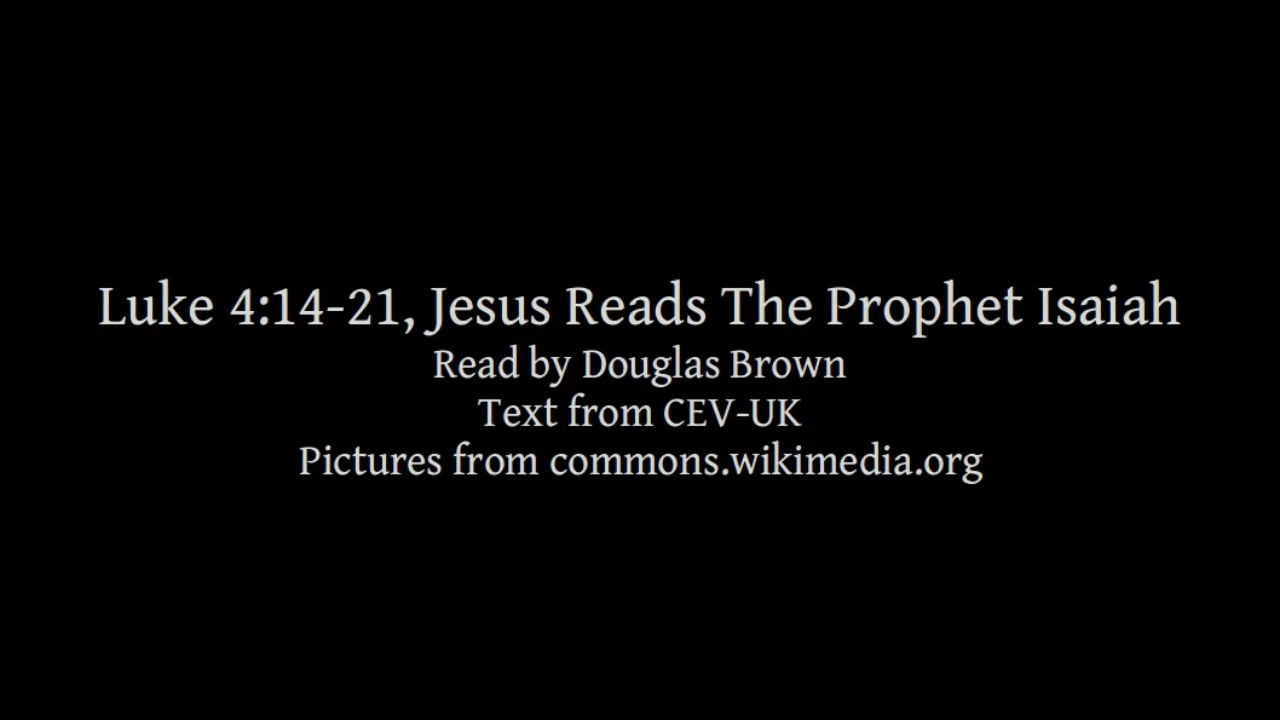 Luke 4:14-21, Jesus Reads The Prophet Isaiah
Read by Douglas Brown
Text from CEV-UK
Pictures from commons.wikimedia.org